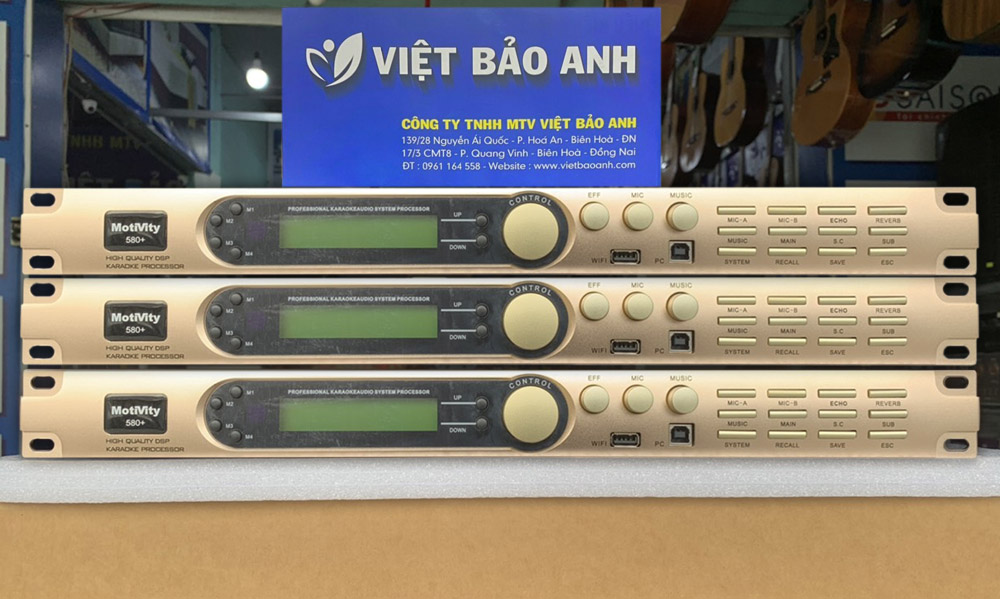 VIỆT BẢO ANH
CÔNG TY TNHH MTV VIỆT BẢO ANH
139/28 Nguyễn Ái Quốc - P. Hoá An - Biên Hoà - ĐN
17/3 CMT8 - P. Quang Vinh - Biên Hoà - Đồng Nai
ĐT : 0961 164 558 - Website : www.vietbaoanh.com
NHH MTV
SAISO
MotiVity
580+
HIGH QUALITY DSP
KARAOKE PROCESSOR
M1
M2
M3
M4
PROFESSIONAL KARAOKEAUDIO SYSTEM PROCESSOR
UP
DOWN
CONTROL
EFF MIC MUSIC
WIFI PC
MIC-A MIC-B ECHO REVERB
MUSIC MAIN S.C SUB
SYSTEM RECALL SAVE ESC
MotiVity
580+
HIGH QUALITY DSP
KARAOKE PROCESSOR
M1
M2
M3
M4
PROFESSIONAL KARAOKEAUDIO SYSTEM PROCESSOR
UP
DOWN
CONTROL
EFF MIC MUSIC
WIFI PC
MIC-A MIC-B ECHO REVERB
MUSIC MAIN S.C SUB
SYSTEM RECALL SAVE ESC
MotiVity
580+
HIGH QUALITY DSP
KARAOKE PROCESSOR
M1
M2
M3
M4
PROFESSIONAL KARAOKEAUDIO SYSTEM PROCESSOR
UP
DOWN
CONTROL
EFF MIC MUSIC
WIFI PC
MIC-A MIC-B ECHO REVERB
MUSIC MAIN S.C SUB
SYSTEM RECALL SAVE ESC